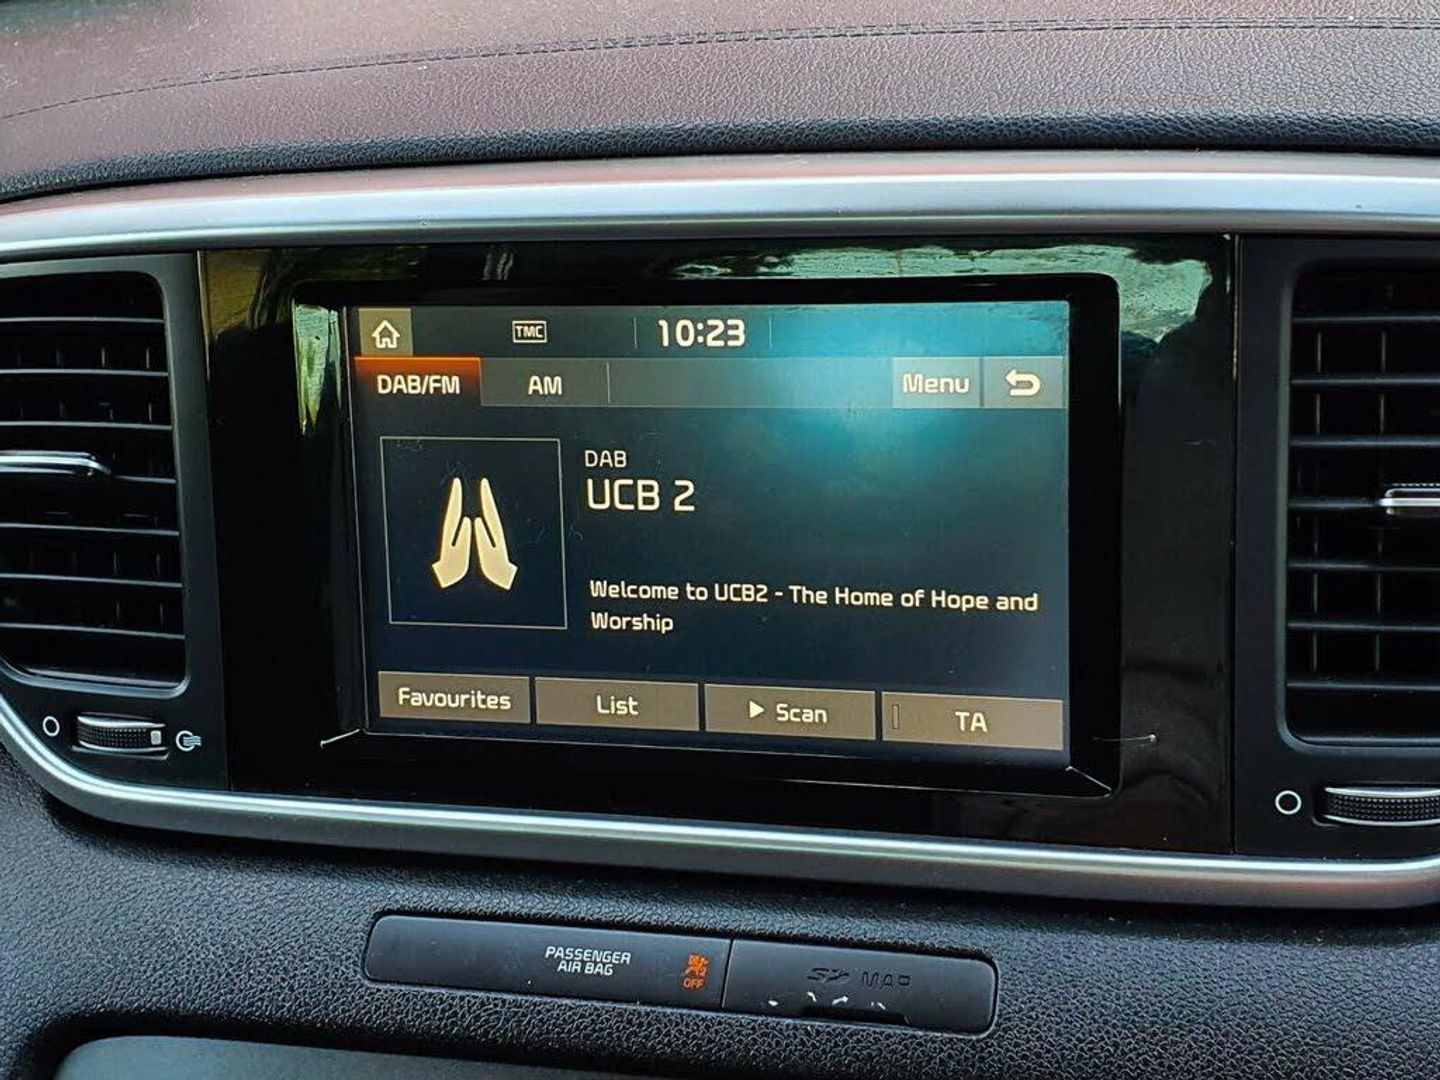 TMC
10:23
DAB/FM
AM
Menu
DAB
UCB 2
Welcome to UCB2 - The Home of Hope and
Worship
Favourites
List
Scan
TA
PASSENGER
AIR BAG
OFF
SD MAP